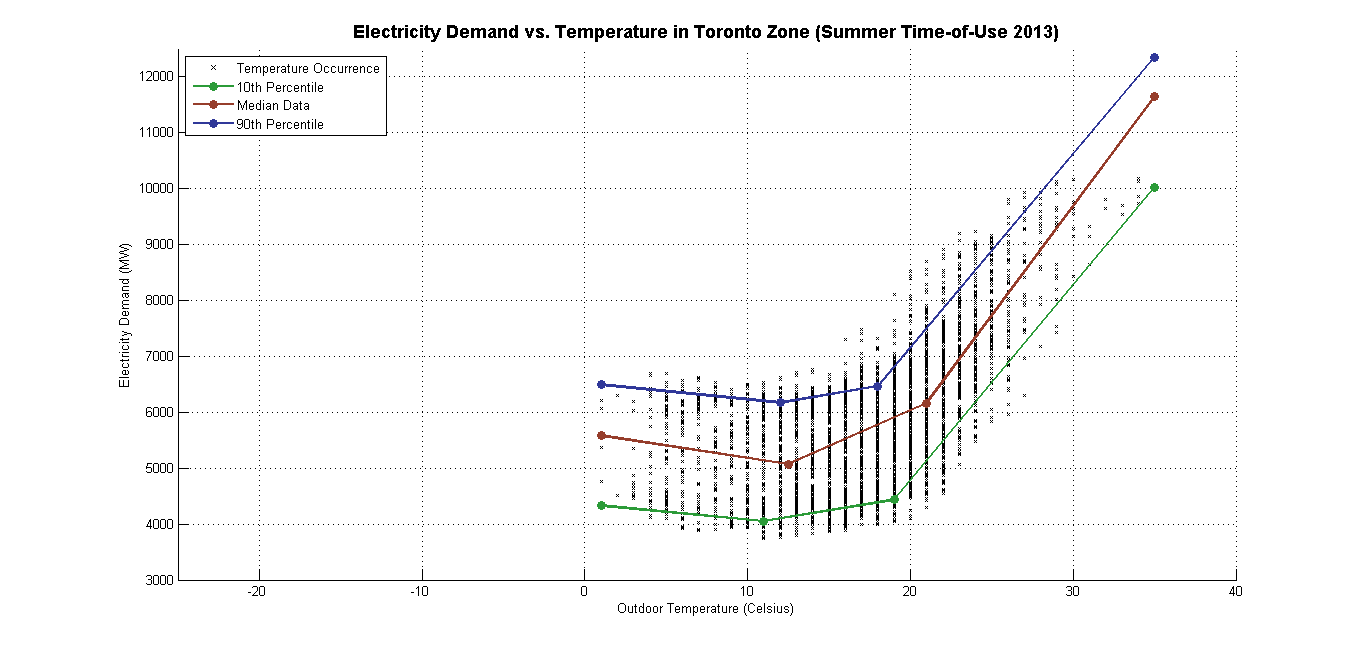 Electricity Demand vs. Temperature in Toronto Zone (Summer Time-of-Use 2013)
Temperature Occurrence
10th Percentile
Median Data
90th Percentile
12000
11000
10000
9000
8000
7000
6000
5000
4000
3000
Electricity Demand (MW)
-20
-10
0
10
20
30
40
Outdoor Temperature (Celsius)